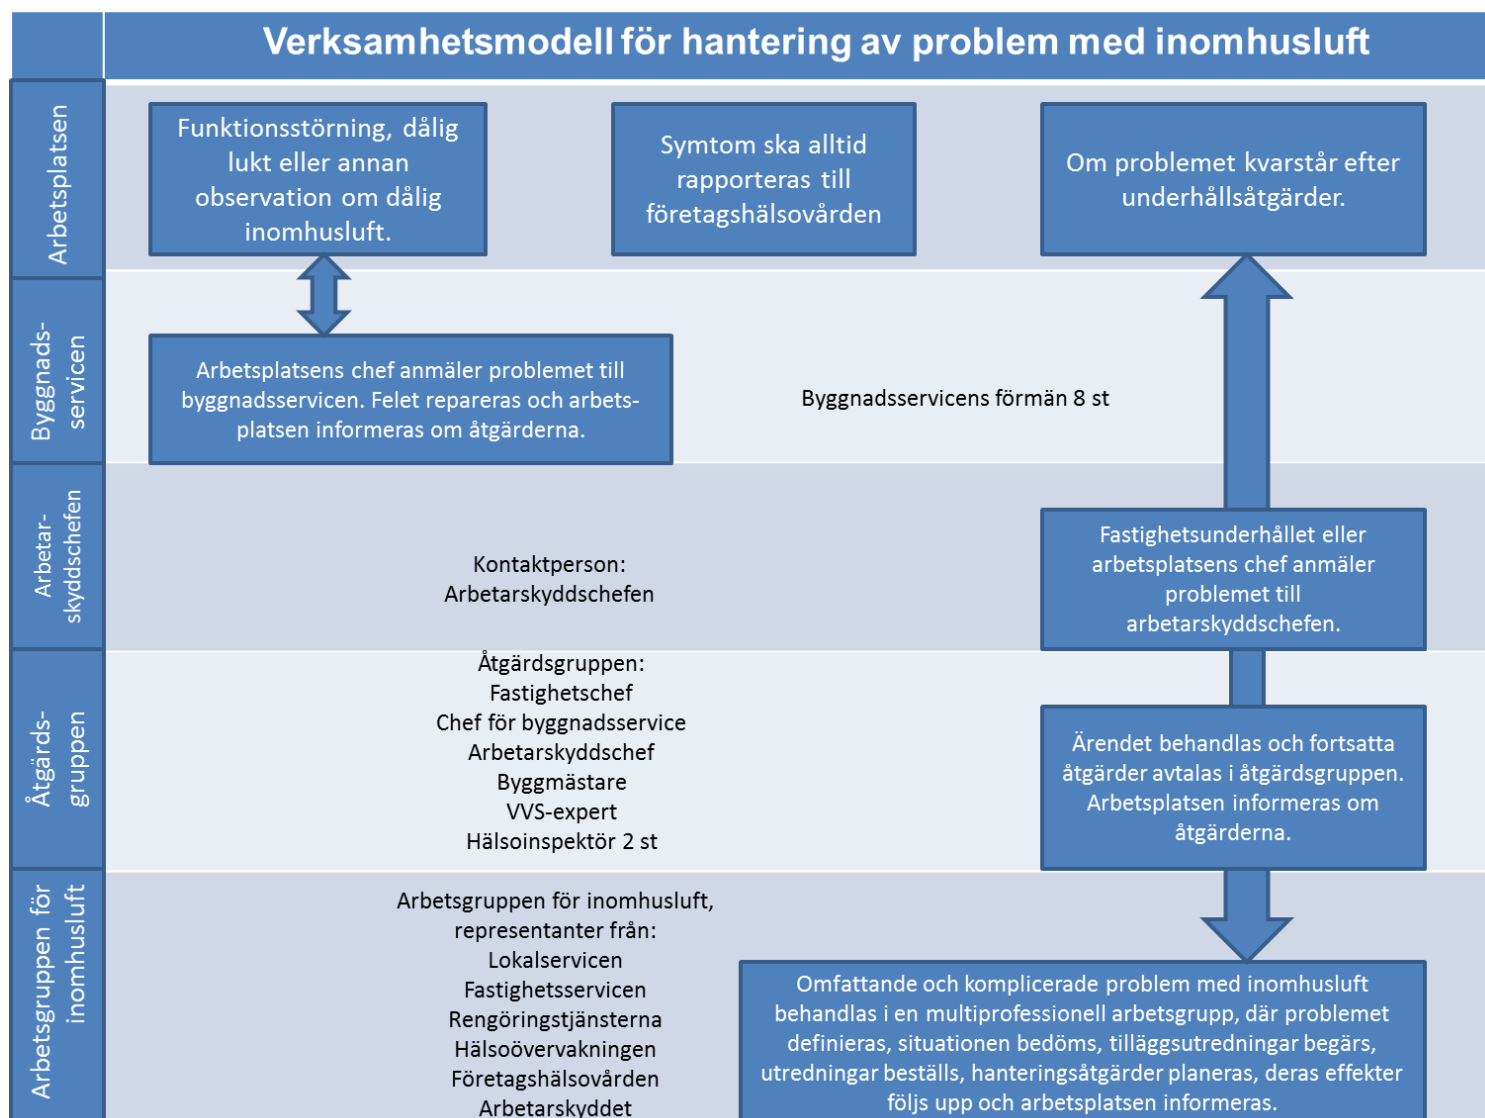 Verksamhetsmodell för hantering av problem med inomhusluft
Arbetsplatsen
Funktionsstörning, dålig
lukt eller annan
observation om dålig
inomhusluft.
Symtom ska alltid
rapporteras till
företagshälsovården
Om problemet kvarstår efter
underhållsåtgärder.
Byggnads-
servicen
Arbetsplatsens chef anmäler problemet till
byggnadsservicen. Felet repareras och arbets-
platsen informeras om åtgärderna.
Byggnadsservicens förmän 8 st
Arbetar-
skyddschefen
Kontaktperson:
Arbetarskyddschefen
Fastighetsunderhållet eller
arbetsplatsens chef anmäler
problemet till
arbetarskyddschefen.
Åtgärds-
gruppen
Åtgärdsgruppen:
Fastighetschef
Chef för byggnadsservice
Arbetarskyddschef
Byggmästare
VVS-expert
Hälsoinspektör 2 st
Ärendet behandlas och fortsatta
åtgärder avtalas i åtgärdsgruppen.
Arbetsplatsen informeras om
åtgärderna.
Arbetsgruppen för
inomhusluft
Arbetsgruppen för inomhusluft,
representanter från:
Lokalservicen
Fastighetsservicen
Rengöringstjänsterna
Hälsoövervakningen
Företagshälsovården
Arbetarskyddet
Omfattande och komplicerade problem med inomhusluft
behandlas i en multiprofessionell arbetsgrupp, där problemet
definieras, situationen bedöms, tilläggsutredningar begärs,
utredningar beställs, hanteringsåtgärder planeras, deras effekter
följs upp och arbetsplatsen informeras.